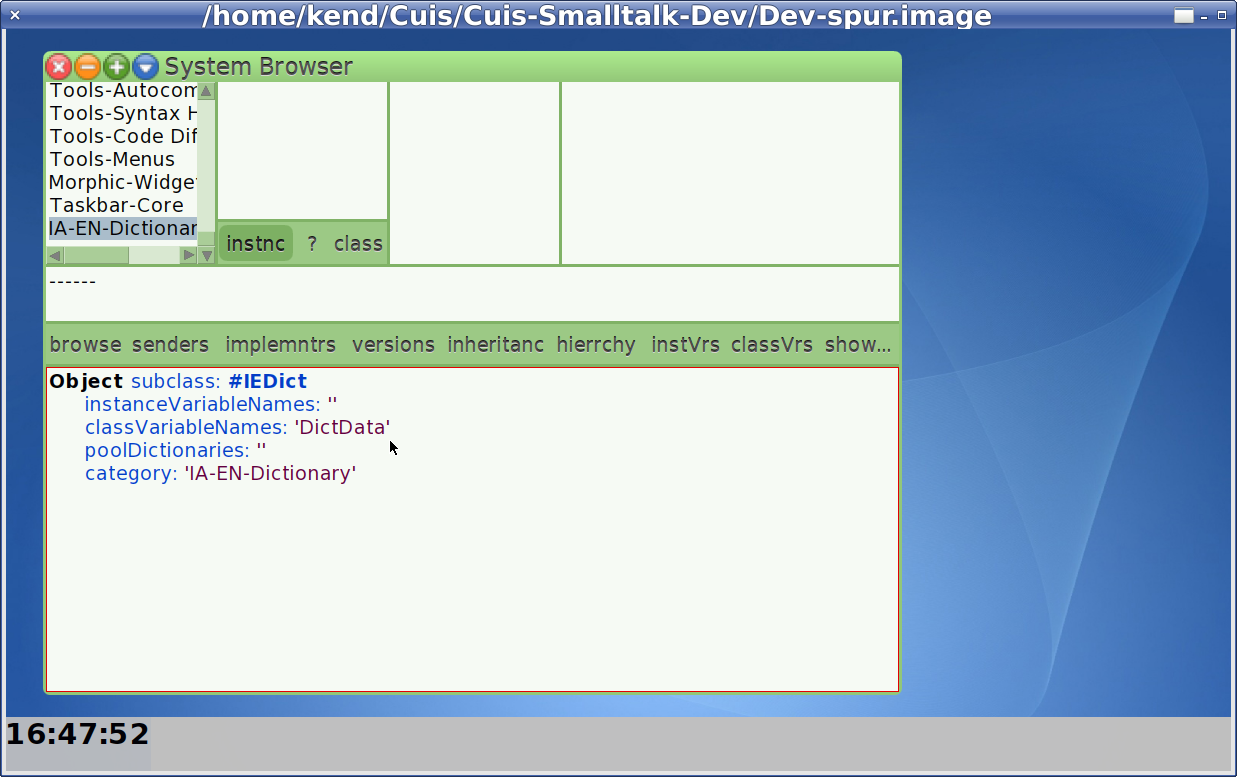 /home/kend/Cuis/Cuis-Smalltalk-Dev/Dev-spur.image
System Browser
Tools-Autocom
Tools-Syntax H
Tools-Code Dif
Tools-Menus
Morphic-Widge
Taskbar-Core
IA-EN-Dictionar
instnc ? class
------
browse senders implemntrs versions inheritanc hierrchy instVrs classVrs show...
Object subclass: #IEDict
instanceVariableNames: ''
classVariableNames: 'DictData'
poolDictionaries: ''
category: 'IA-EN-Dictionary'
16:47:52